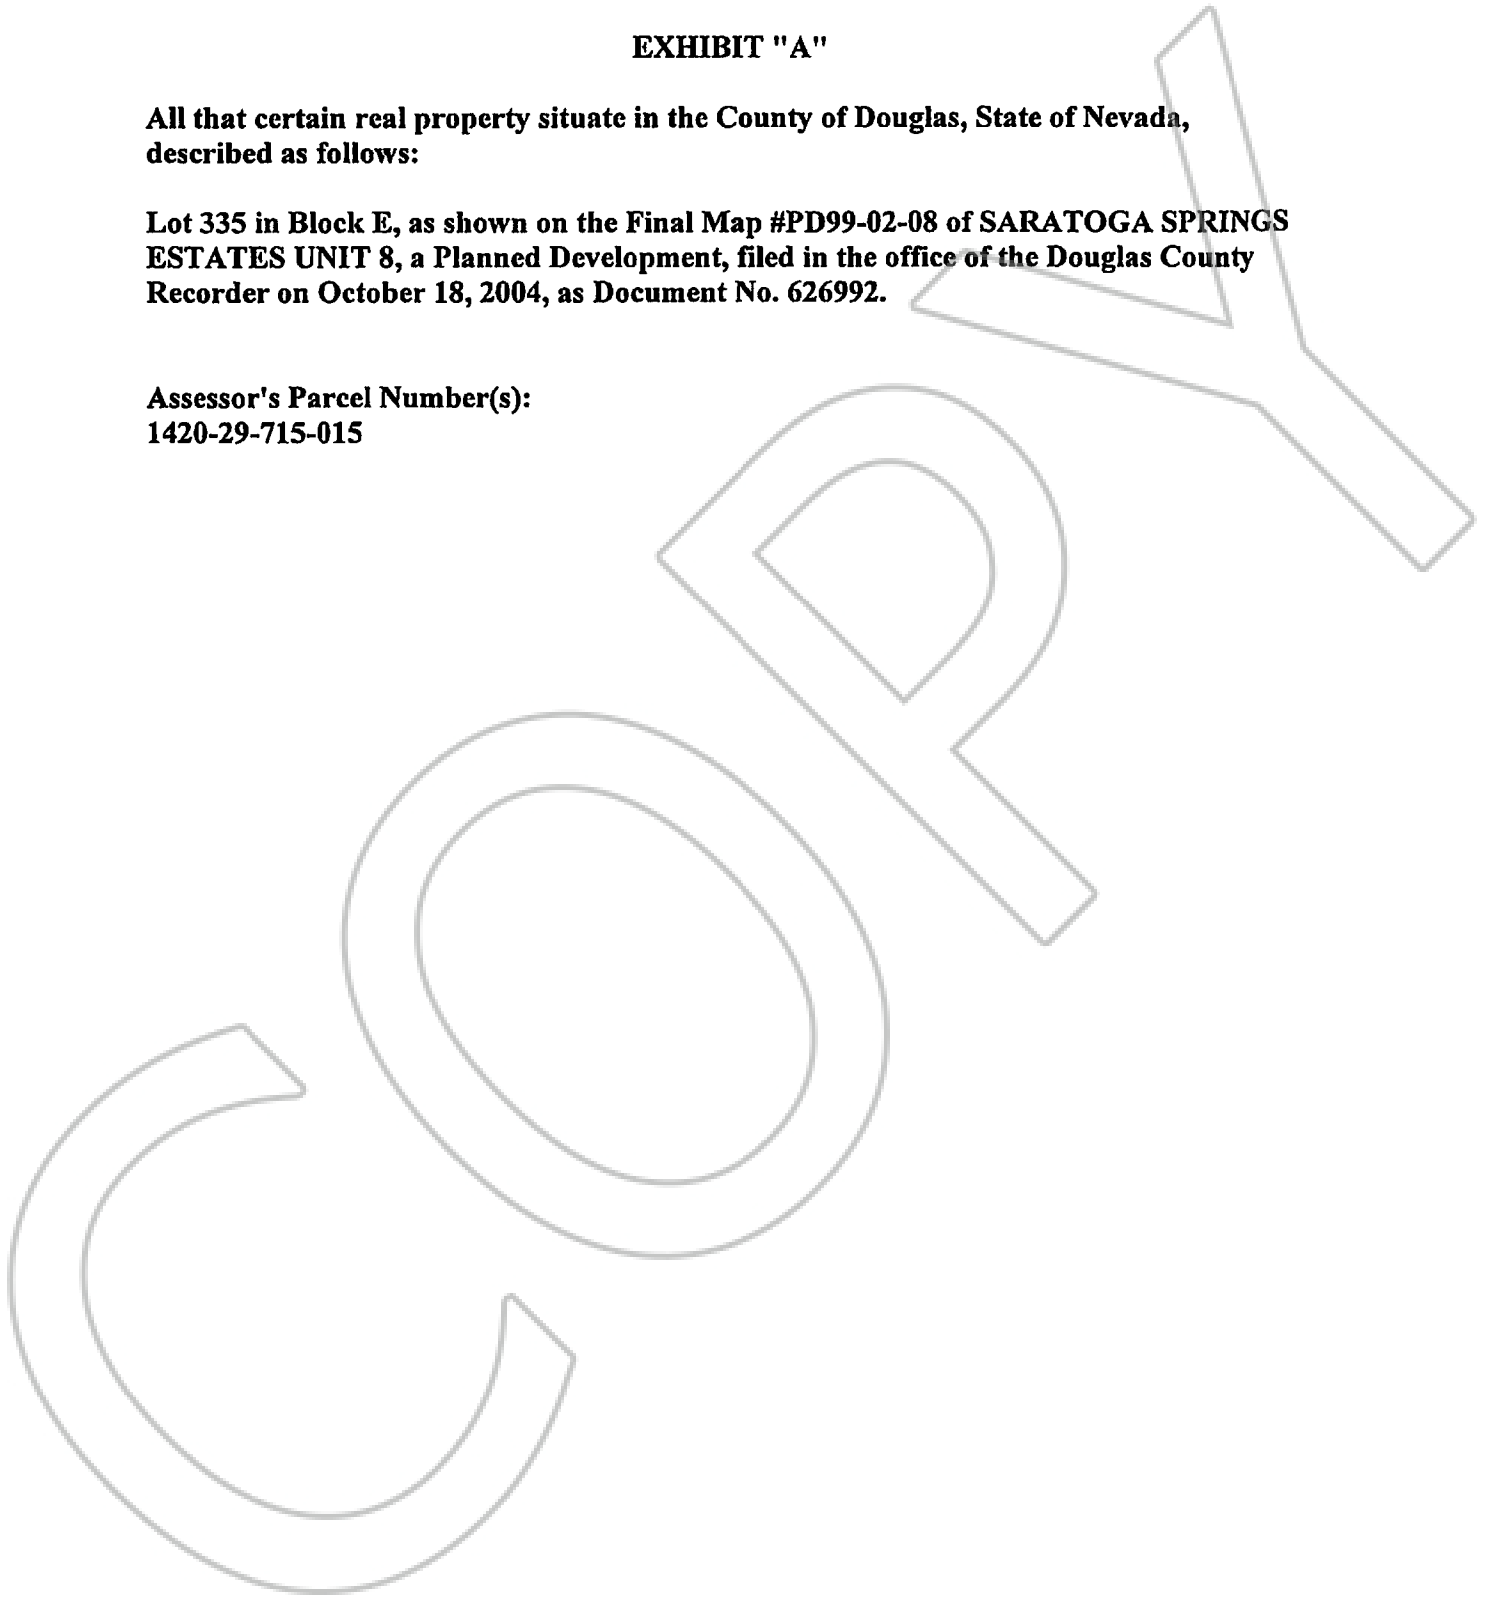 EXHIBIT "A"
All that certain real property situate in the County of Douglas, State of Nevada,
described as follows:
Lot 335 in Block E, as shown on the Final Map #PD99-02-08 of SARATOGA SPRINGS
ESTATES UNIT 8, a Planned Development, filed in the office of the Douglas County
Recorder on October 18, 2004, as Document No. 626992.
Assessor's Parcel Number(s):
1420-29-715-015
COPY